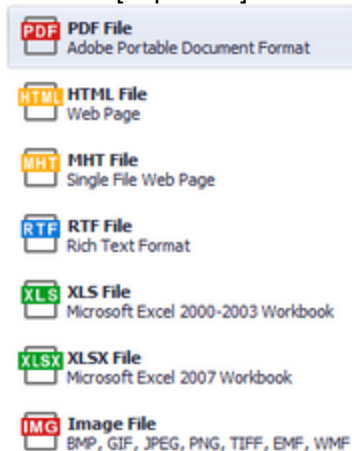 PDF PDF File
Adobe Portable Document Format
HTML HTML File
Web Page
MHT MHT File
Single File Web Page
RTF RTF File
Rich Text Format
XLS XLS File
Microsoft Excel 2000-2003 Workbook
XLSX XLSX File
Microsoft Excel 2007 Workbook
IMG Image File
BMP, GIF, JPEG, PNG, TIFF, EMF, WMF